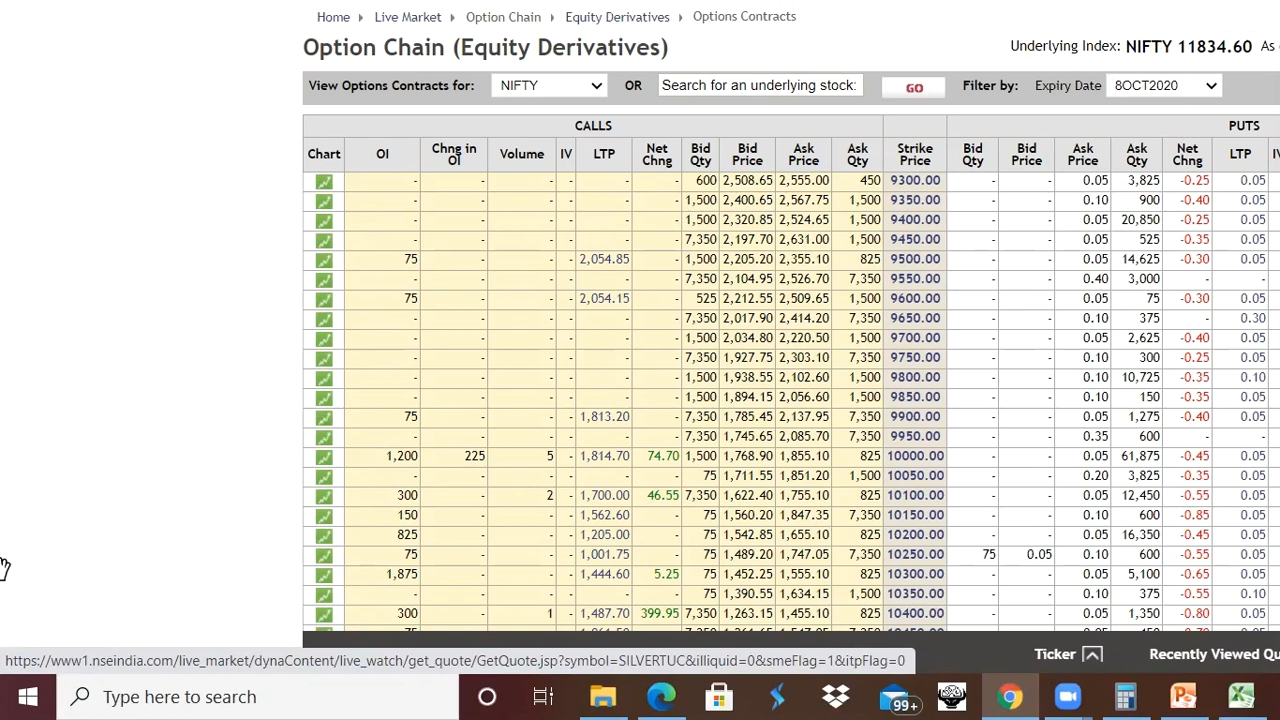 Home Live Market Option Chain Equity Derivatives Options Contracts
Option Chain (Equity Derivatives) Underlying Index: NIFTY 11834.60 As
View Options Contracts for: NIFTY OR Search for an underlying stock: GO Filter by: Expiry Date 8OCT2020
CALLS PUTS
Chart OI Chng in OI Volume IV LTP Net Chng Bid Qty Bid Price Ask Price Ask Qty Strike Price Bid Qty Bid Price Ask Price Ask Qty Net Chng LTP
- - - - - - 600 2,508.65 2,555.00 450 9300.00 - - 0.05 3,825 -0.25 0.05
- - - - - - 1,500 2,400.65 2,567.75 1,500 9350.00 - - 0.10 900 -0.40 0.05
- - - - - - 1,500 2,320.85 2,524.65 1,500 9400.00 - - 0.05 20,850 -0.25 0.05
- - - - - - 7,350 2,197.70 2,631.00 1,500 9450.00 - - 0.05 525 -0.35 0.05
75 - - - 2,054.85 - 1,500 2,205.20 2,355.10 825 9500.00 - - 0.05 14,625 -0.30 0.05
- - - - - - 7,350 2,104.95 2,526.70 7,350 9550.00 - - 0.40 3,000 - -
75 - - - 2,054.15 - 525 2,212.55 2,509.65 1,500 9600.00 - - 0.05 75 -0.30 0.05
- - - - - - 7,350 2,017.90 2,414.20 7,350 9650.00 - - 0.10 375 - 0.30
- - - - - - 1,500 2,034.80 2,220.50 1,500 9700.00 - - 0.05 2,625 -0.40 0.05
- - - - - - 7,350 1,927.75 2,303.10 7,350 9750.00 - - 0.10 300 -0.25 0.05
- - - - - - 1,500 1,938.55 2,102.60 1,500 9800.00 - - 0.10 10,725 -0.35 0.10
- - - - - - 1,500 1,894.15 2,056.60 1,500 9850.00 - - 0.10 150 -0.35 0.05
75 - - - 1,813.20 - 7,350 1,785.45 2,137.95 7,350 9900.00 - - 0.05 1,275 -0.40 0.05
- - - - - - 7,350 1,745.65 2,085.70 7,350 9950.00 - - 0.35 600 - -
1,200 225 5 - 1,814.70 74.70 1,500 1,768.90 1,855.10 825 10000.00 - - 0.05 61,875 -0.45 0.05
- - - - - - 75 1,711.55 1,851.20 1,500 10050.00 - - 0.20 3,825 -0.35 0.05
300 - 2 - 1,700.00 46.55 7,350 1,622.40 1,755.10 825 10100.00 - - 0.05 12,450 -0.55 0.05
150 - - - 1,562.60 - 75 1,560.20 1,847.35 7,350 10150.00 - - 0.10 600 -0.85 0.05
825 - - - 1,205.00 - 75 1,542.85 1,655.10 825 10200.00 - - 0.05 16,350 -0.45 0.05
75 - - - 1,001.75 - 75 1,489.20 1,747.05 7,350 10250.00 75 0.05 0.10 600 -0.55 0.05
1,875 - - - 1,444.60 5.25 75 1,452.25 1,555.10 825 10300.00 - - 0.05 5,100 -0.65 0.05
- - - - - - 75 1,390.55 1,634.15 1,500 10350.00 - - 0.10 375 -0.55 0.10
300 - 1 - 1,487.70 399.95 7,350 1,263.15 1,455.10 825 10400.00 - - 0.05 1,350 -0.80 0.05
https://www1.nseindia.com/live_market/dynaContent/live_watch/get_quote/GetQuote.jsp?symbol=SILVERTUC&illiquid=0&smeFlag=1&itpFlag=0 Ticker Recently Viewed Qu
Type here to search 99+